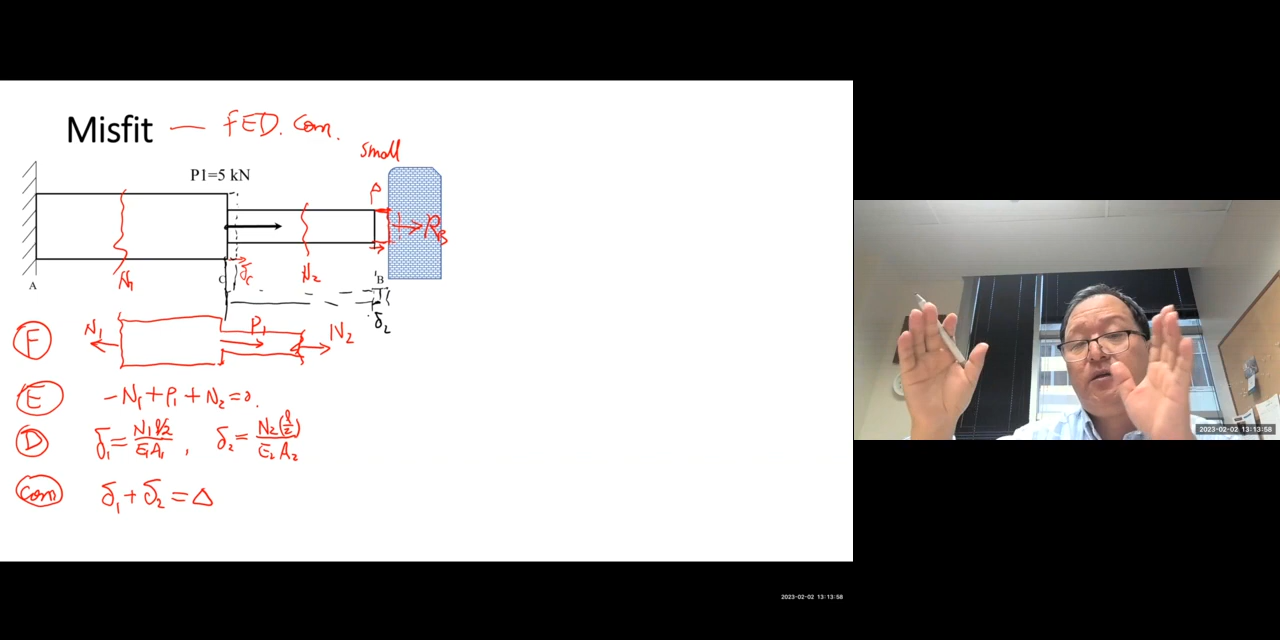 Misfit — FED. Com.
small
P1=5 kN
P
R_B
N_1
δ_C
N_2
A
C
B
δ_2
F
N_1
P_1
N_2
E
-N_1 + P_1 + N_2 = 0.
D
δ_1 = N_1 ℓ/2 / E_1 A_1 , δ_2 = N_2 (ℓ/2) / E_2 A_2
Com
δ_1 + δ_2 = Δ
2023-02-02 13:13:58
2023-02-02 13:13:58